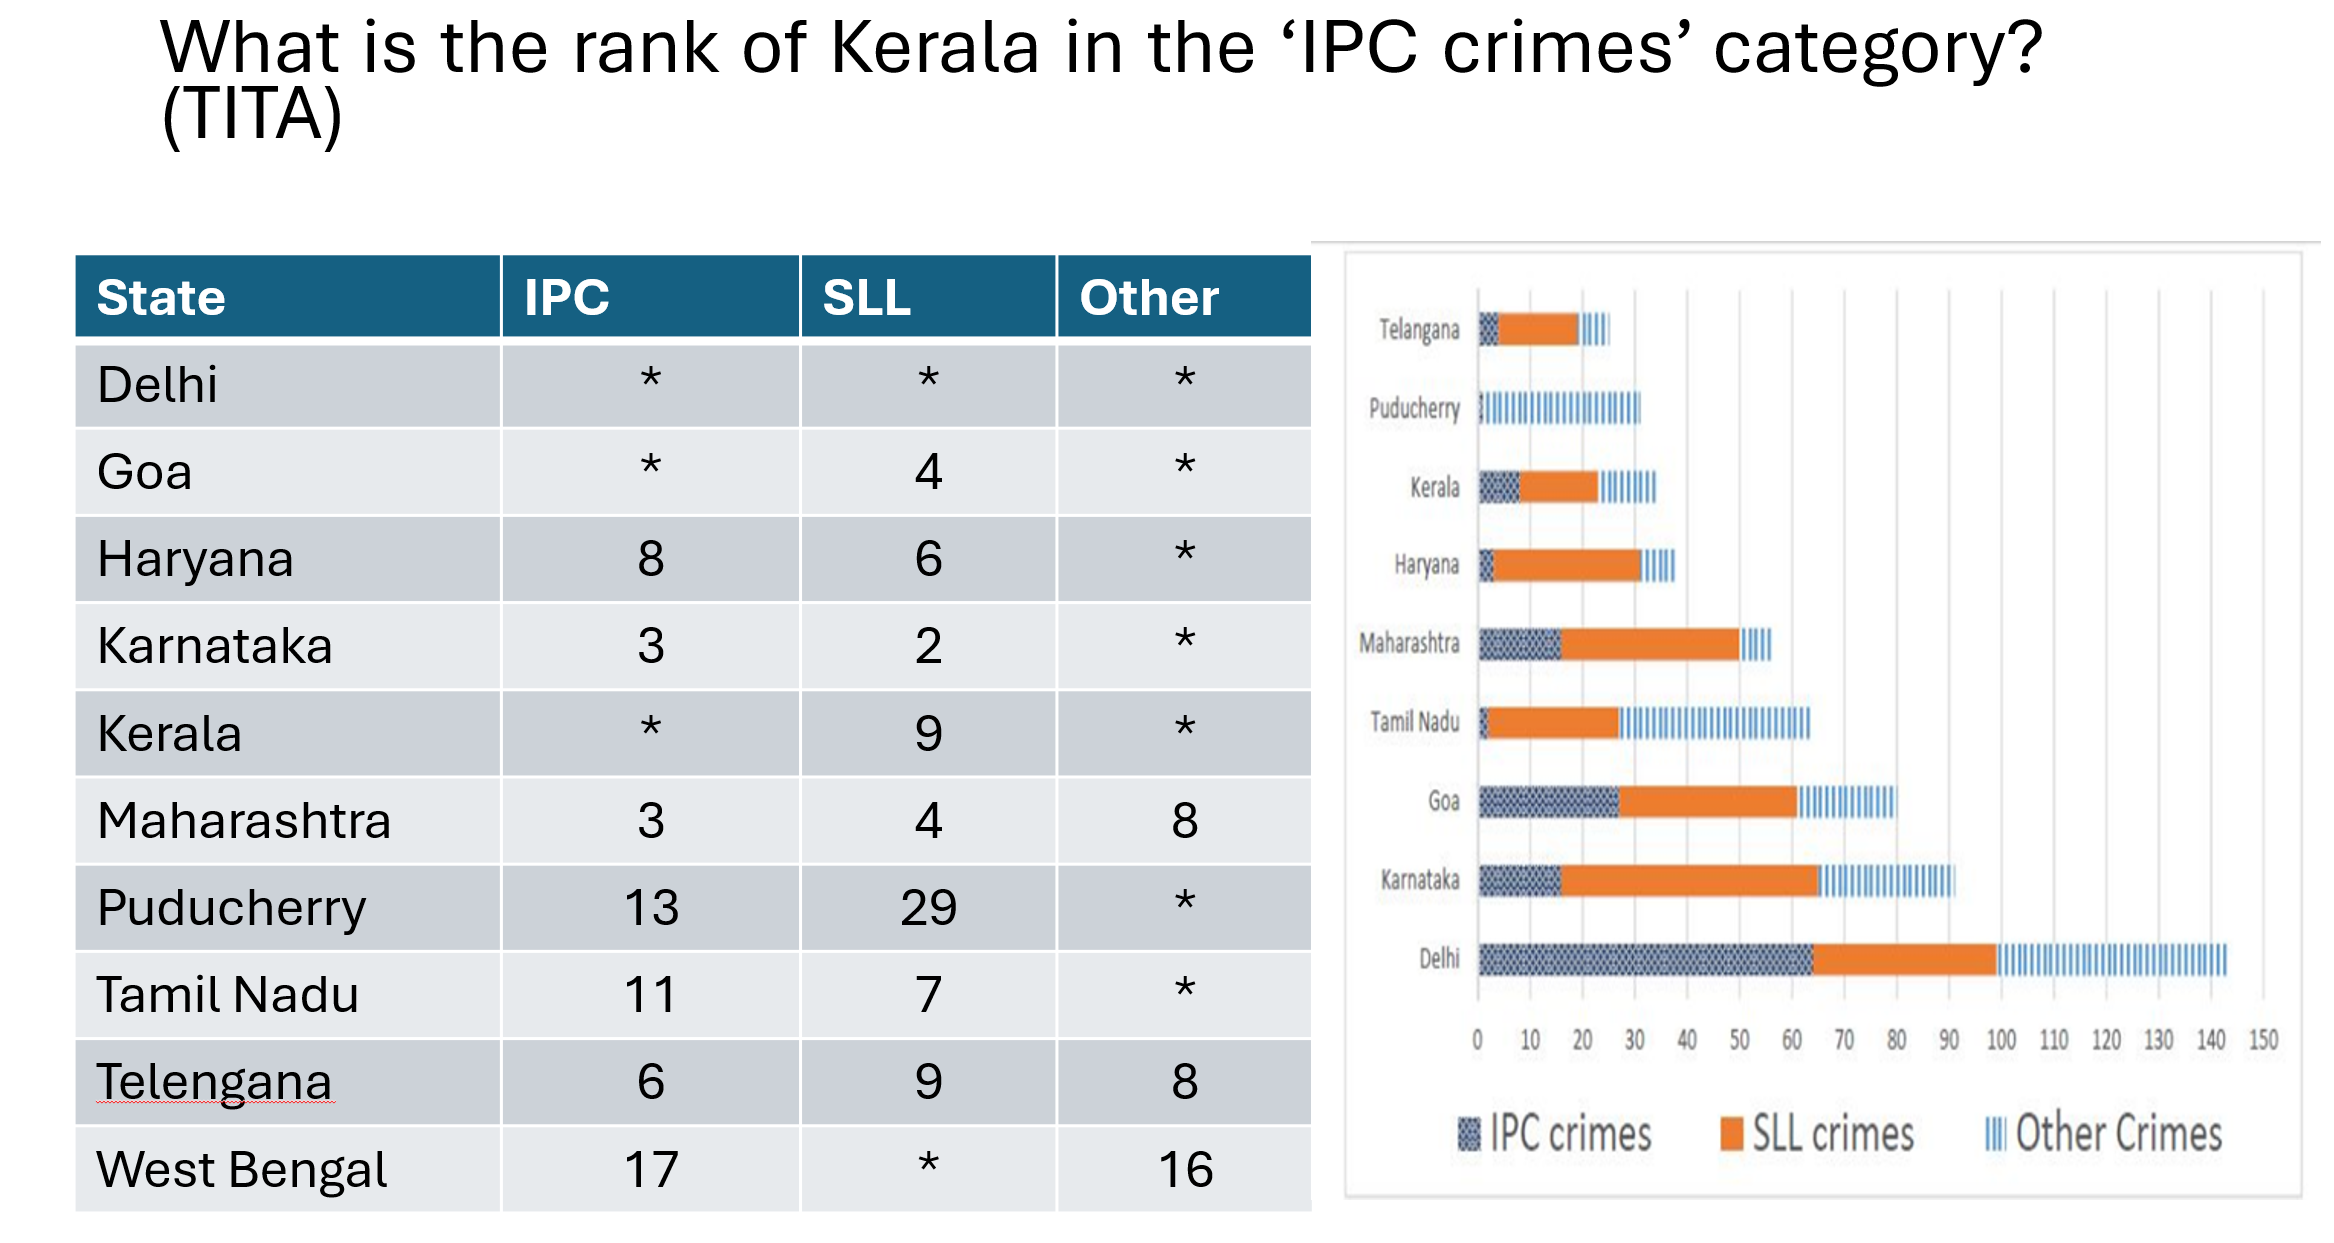 What is the rank of Kerala in the ‘IPC crimes’ category?
(TITA)
State IPC SLL Other
Delhi * * *
Goa * 4 *
Haryana 8 6 *
Karnataka 3 2 *
Kerala * 9 *
Maharashtra 3 4 8
Puducherry 13 29 *
Tamil Nadu 11 7 *
Telengana 6 9 8
West Bengal 17 * 16
Telangana
Puducherry
Kerala
Haryana
Maharashtra
Tamil Nadu
Goa
Karnataka
Delhi
0 10 20 30 40 50 60 70 80 90 100 110 120 130 140 150
IPC crimes SLL crimes Other Crimes